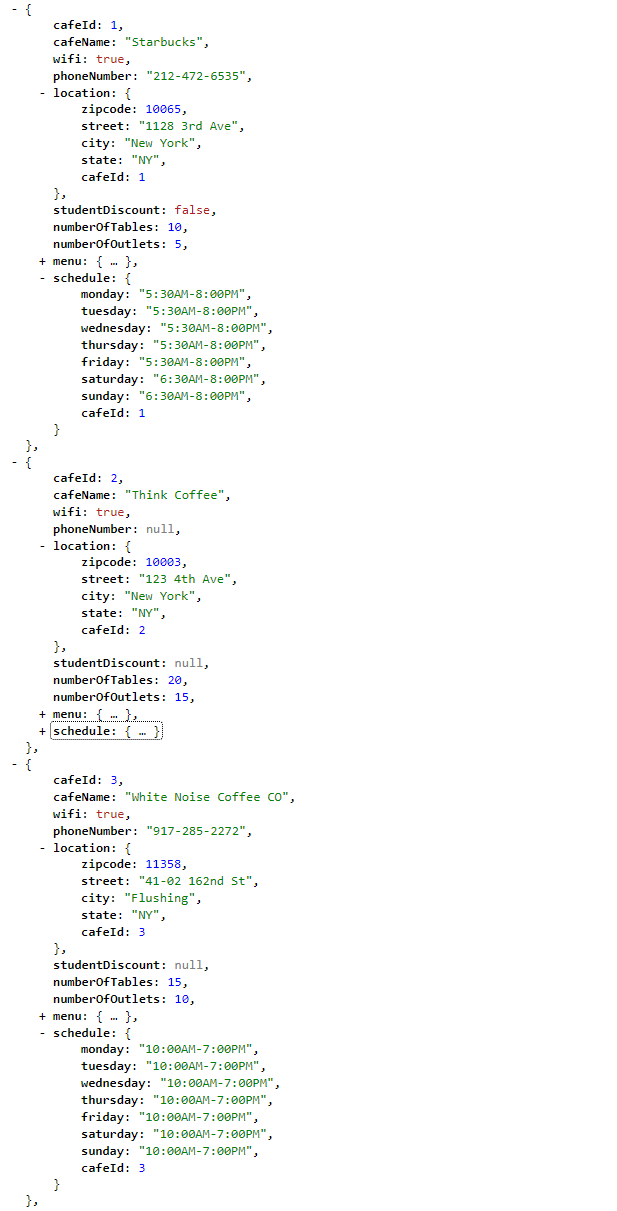 - {
cafeId: 1,
cafeName: "Starbucks",
wifi: true,
phoneNumber: "212-472-6535",
- location: {
zipcode: 10065,
street: "1128 3rd Ave",
city: "New York",
state: "NY",
cafeId: 1
},
studentDiscount: false,
numberOfTables: 10,
numberOfOutlets: 5,
+ menu: { … },
- schedule: {
monday: "5:30AM-8:00PM",
tuesday: "5:30AM-8:00PM",
wednesday: "5:30AM-8:00PM",
thursday: "5:30AM-8:00PM",
friday: "5:30AM-8:00PM",
saturday: "6:30AM-8:00PM",
sunday: "6:30AM-8:00PM",
cafeId: 1
}
},
- {
cafeId: 2,
cafeName: "Think Coffee",
wifi: true,
phoneNumber: null,
- location: {
zipcode: 10003,
street: "123 4th Ave",
city: "New York",
state: "NY",
cafeId: 2
},
studentDiscount: null,
numberOfTables: 20,
numberOfOutlets: 15,
+ menu: { … },
+ schedule: { … }
},
- {
cafeId: 3,
cafeName: "White Noise Coffee CO",
wifi: true,
phoneNumber: "917-285-2272",
- location: {
zipcode: 11358,
street: "41-02 162nd St",
city: "Flushing",
state: "NY",
cafeId: 3
},
studentDiscount: null,
numberOfTables: 15,
numberOfOutlets: 10,
+ menu: { … },
- schedule: {
monday: "10:00AM-7:00PM",
tuesday: "10:00AM-7:00PM",
wednesday: "10:00AM-7:00PM",
thursday: "10:00AM-7:00PM",
friday: "10:00AM-7:00PM",
saturday: "10:00AM-7:00PM",
sunday: "10:00AM-7:00PM",
cafeId: 3
}
},